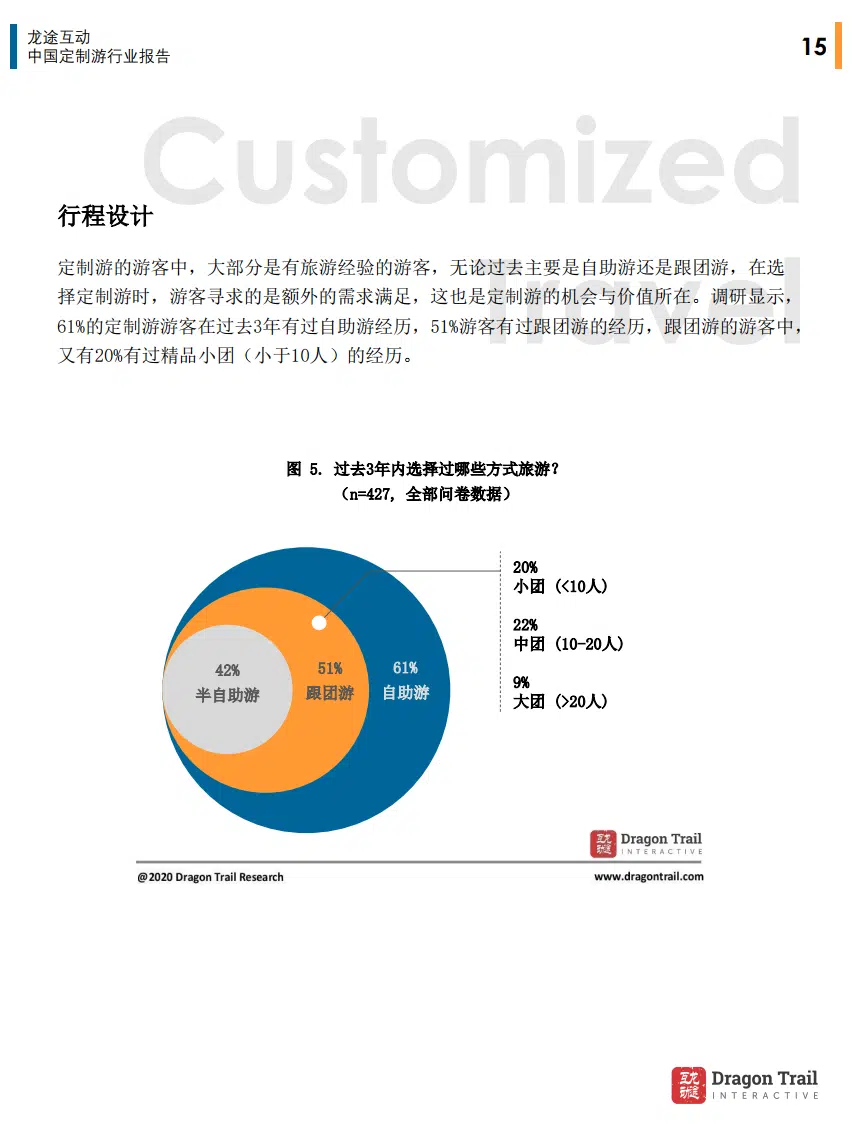 龙途互动
中国定制游行业报告
15
Customized
Travel
行程设计
定制游的游客中，大部分是有旅游经验的游客，无论过去主要是自助游还是跟团游，在选
择定制游时，游客寻求的是额外的需求满足，这也是定制游的机会与价值所在。调研显示，
61%的定制游游客在过去3年有过自助游经历，51%游客有过跟团游的经历，跟团游的游客中，
又有20%有过精品小团（小于10人）的经历。
图 5. 过去3年内选择过哪些方式旅游？
（n=427, 全部问卷数据）
20%
小团 (<10人)
22%
中团 (10-20人)
9%
大团 (>20人)
42%
半自助游
51%
跟团游
61%
自助游
互龙动途
Dragon Trail
INTERACTIVE
@2020 Dragon Trail Research
www.dragontrail.com
互龙动途
Dragon Trail
INTERACTIVE